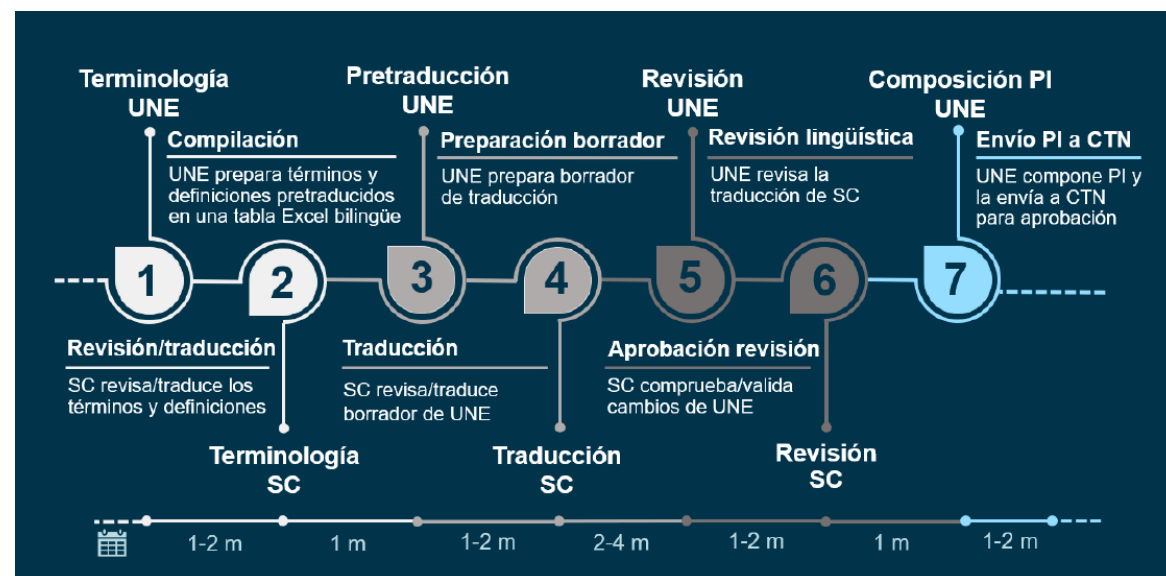 Terminología
UNE
Compilación
UNE prepara términos y
definiciones pretraducidos
en una tabla Excel bilingüe
Pretraducción
UNE
Preparación borrador
UNE prepara borrador
de traducción
Revisión
UNE
Revisión lingüística
UNE revisa la
traducción de SC
Composición PI
UNE
Envío PI a CTN
UNE compone PI y
la envía a CTN
para aprobación
1
2
3
4
5
6
7
Revisión/traducción
SC revisa/traduce los
términos y definiciones
Terminología
SC
Traducción
SC revisa/traduce
borrador de UNE
Traducción
SC
Aprobación revisión
SC comprueba/valida
cambios de UNE
Revisión
SC
1-2 m
1 m
1-2 m
2-4 m
1-2 m
1 m
1-2 m